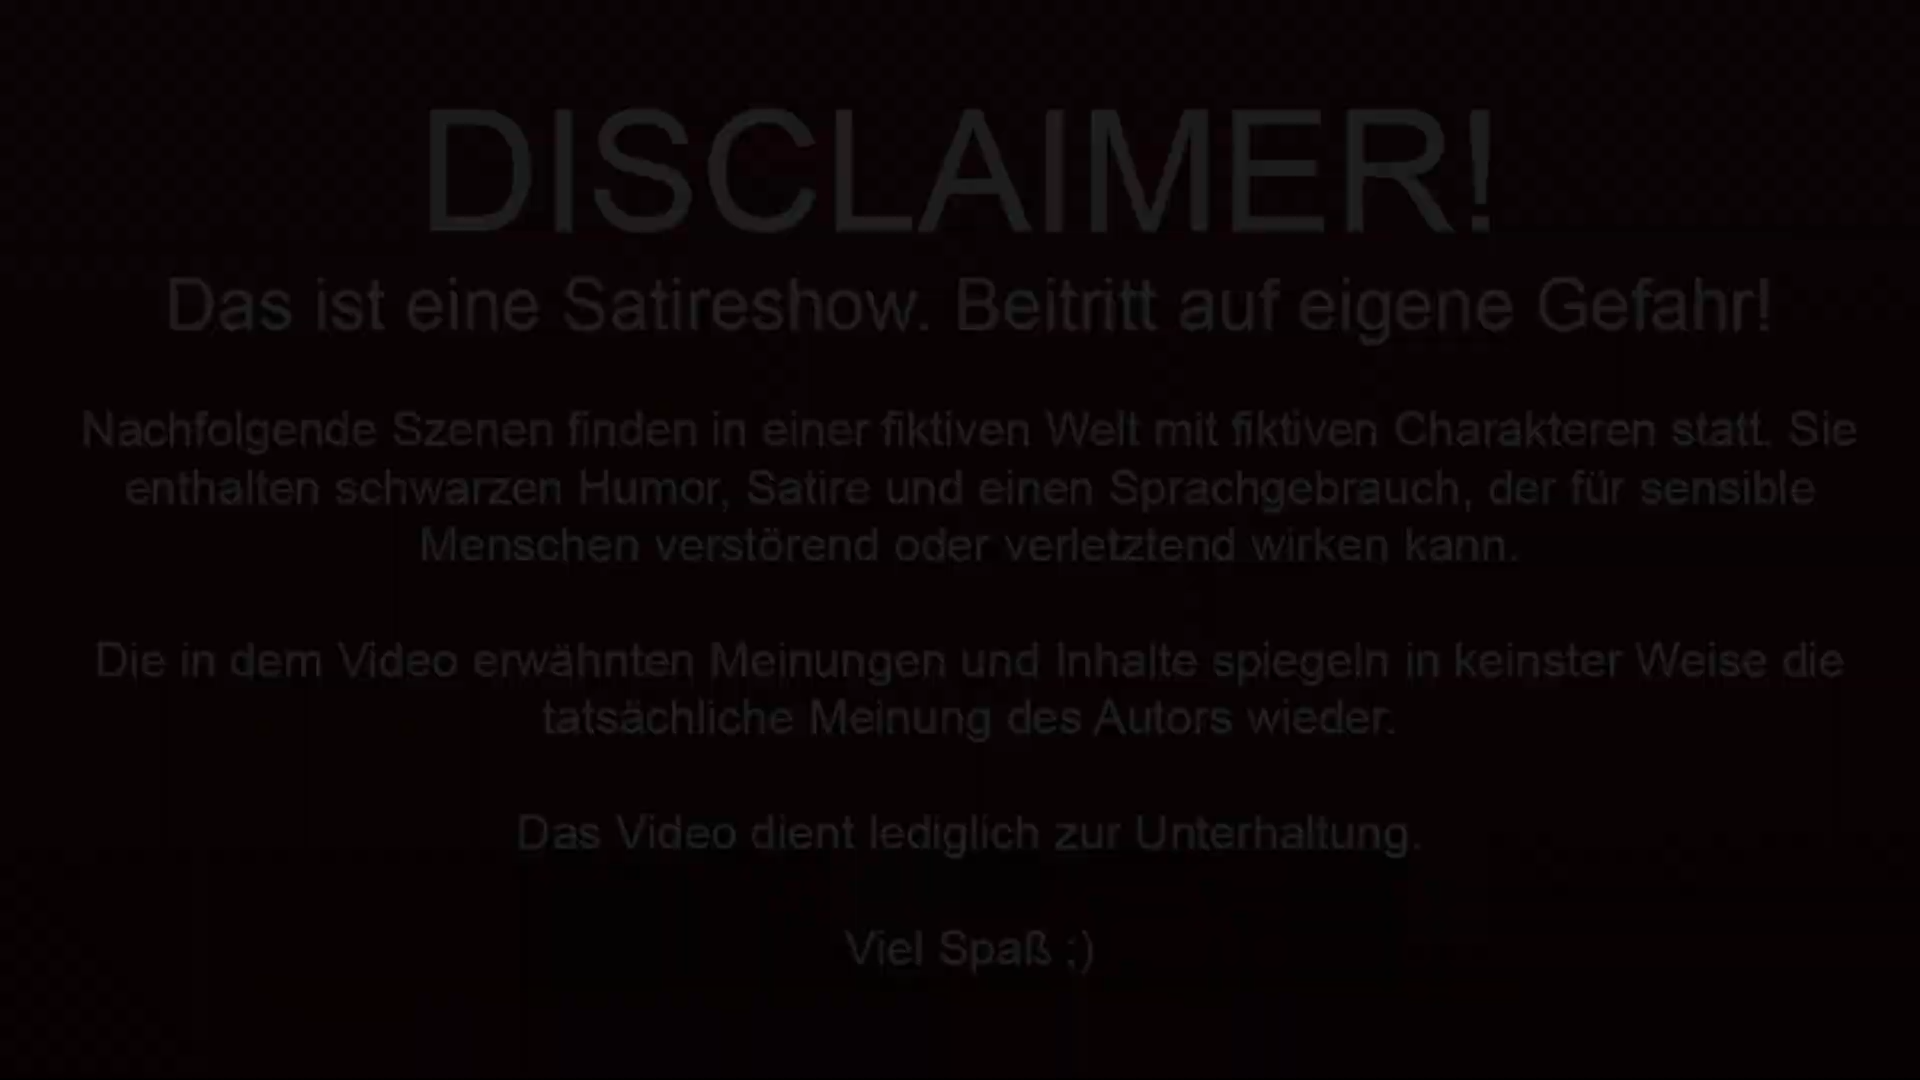 DISCLAIMER!
Das ist eine Satireshow. Beitritt auf eigene Gefahr!
Nachfolgende Szenen finden in einer fiktiven Welt mit fiktiven Charakteren statt. Sie
enthalten schwarzen Humor, Satire und einen Sprachgebrauch, der für sensible
Menschen verstörend oder verletztend wirken kann.
Die in dem Video erwähnten Meinungen und Inhalte spiegeln in keinster Weise die
tatsächliche Meinung des Autors wieder.
Das Video dient lediglich zur Unterhaltung.
Viel Spaß ;)